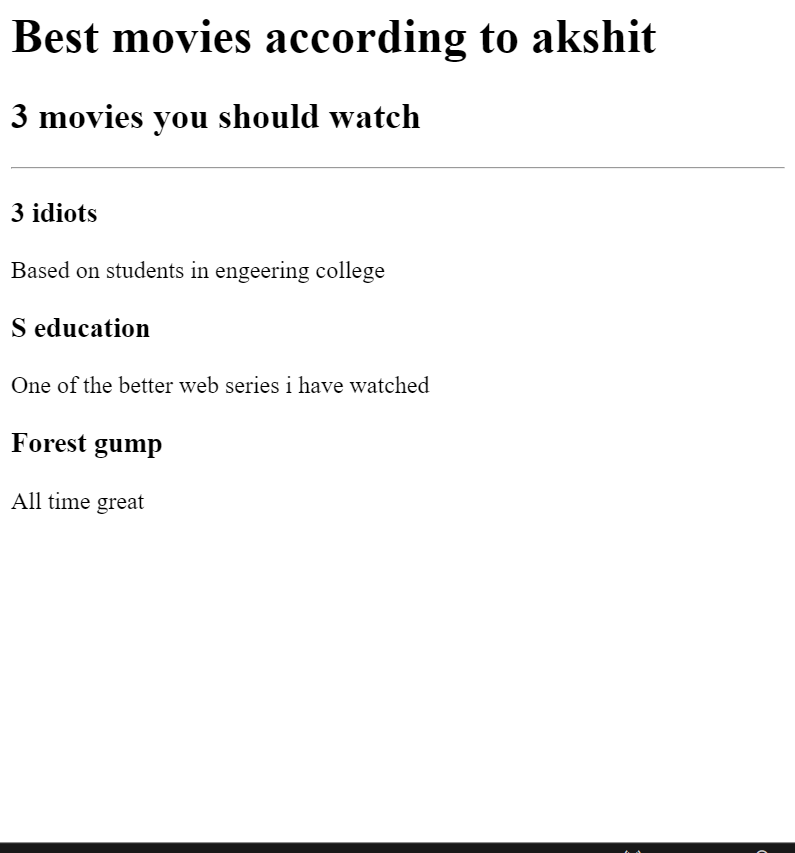 Best movies according to akshit
3 movies you should watch
3 idiots
Based on students in engeering college
S education
One of the better web series i have watched
Forest gump
All time great